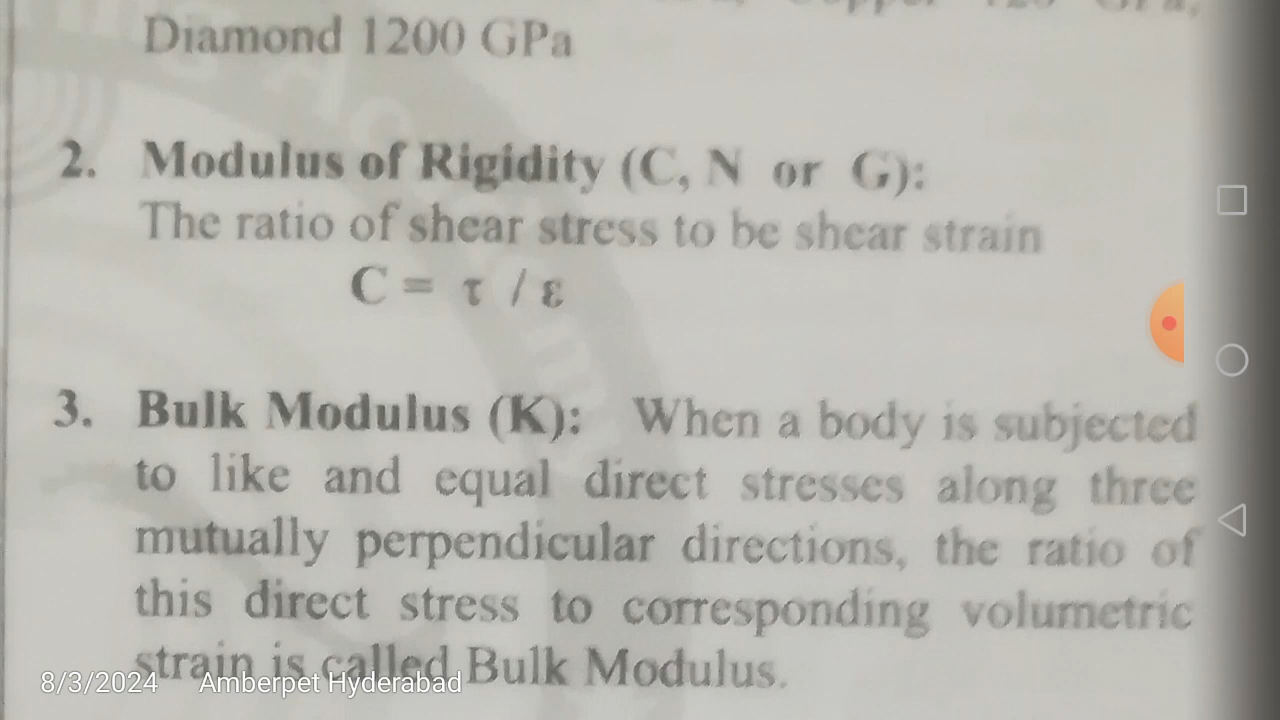 Diamond 1200 GPa
2. Modulus of Rigidity (C, N or G):
The ratio of shear stress to be shear strain
C = τ / ε
3. Bulk Modulus (K): When a body is subjected
to like and equal direct stresses along three
mutually perpendicular directions, the ratio of
this direct stress to corresponding volumetric
strain is called Bulk Modulus.
8/3/2024 Amberpet Hyderabad